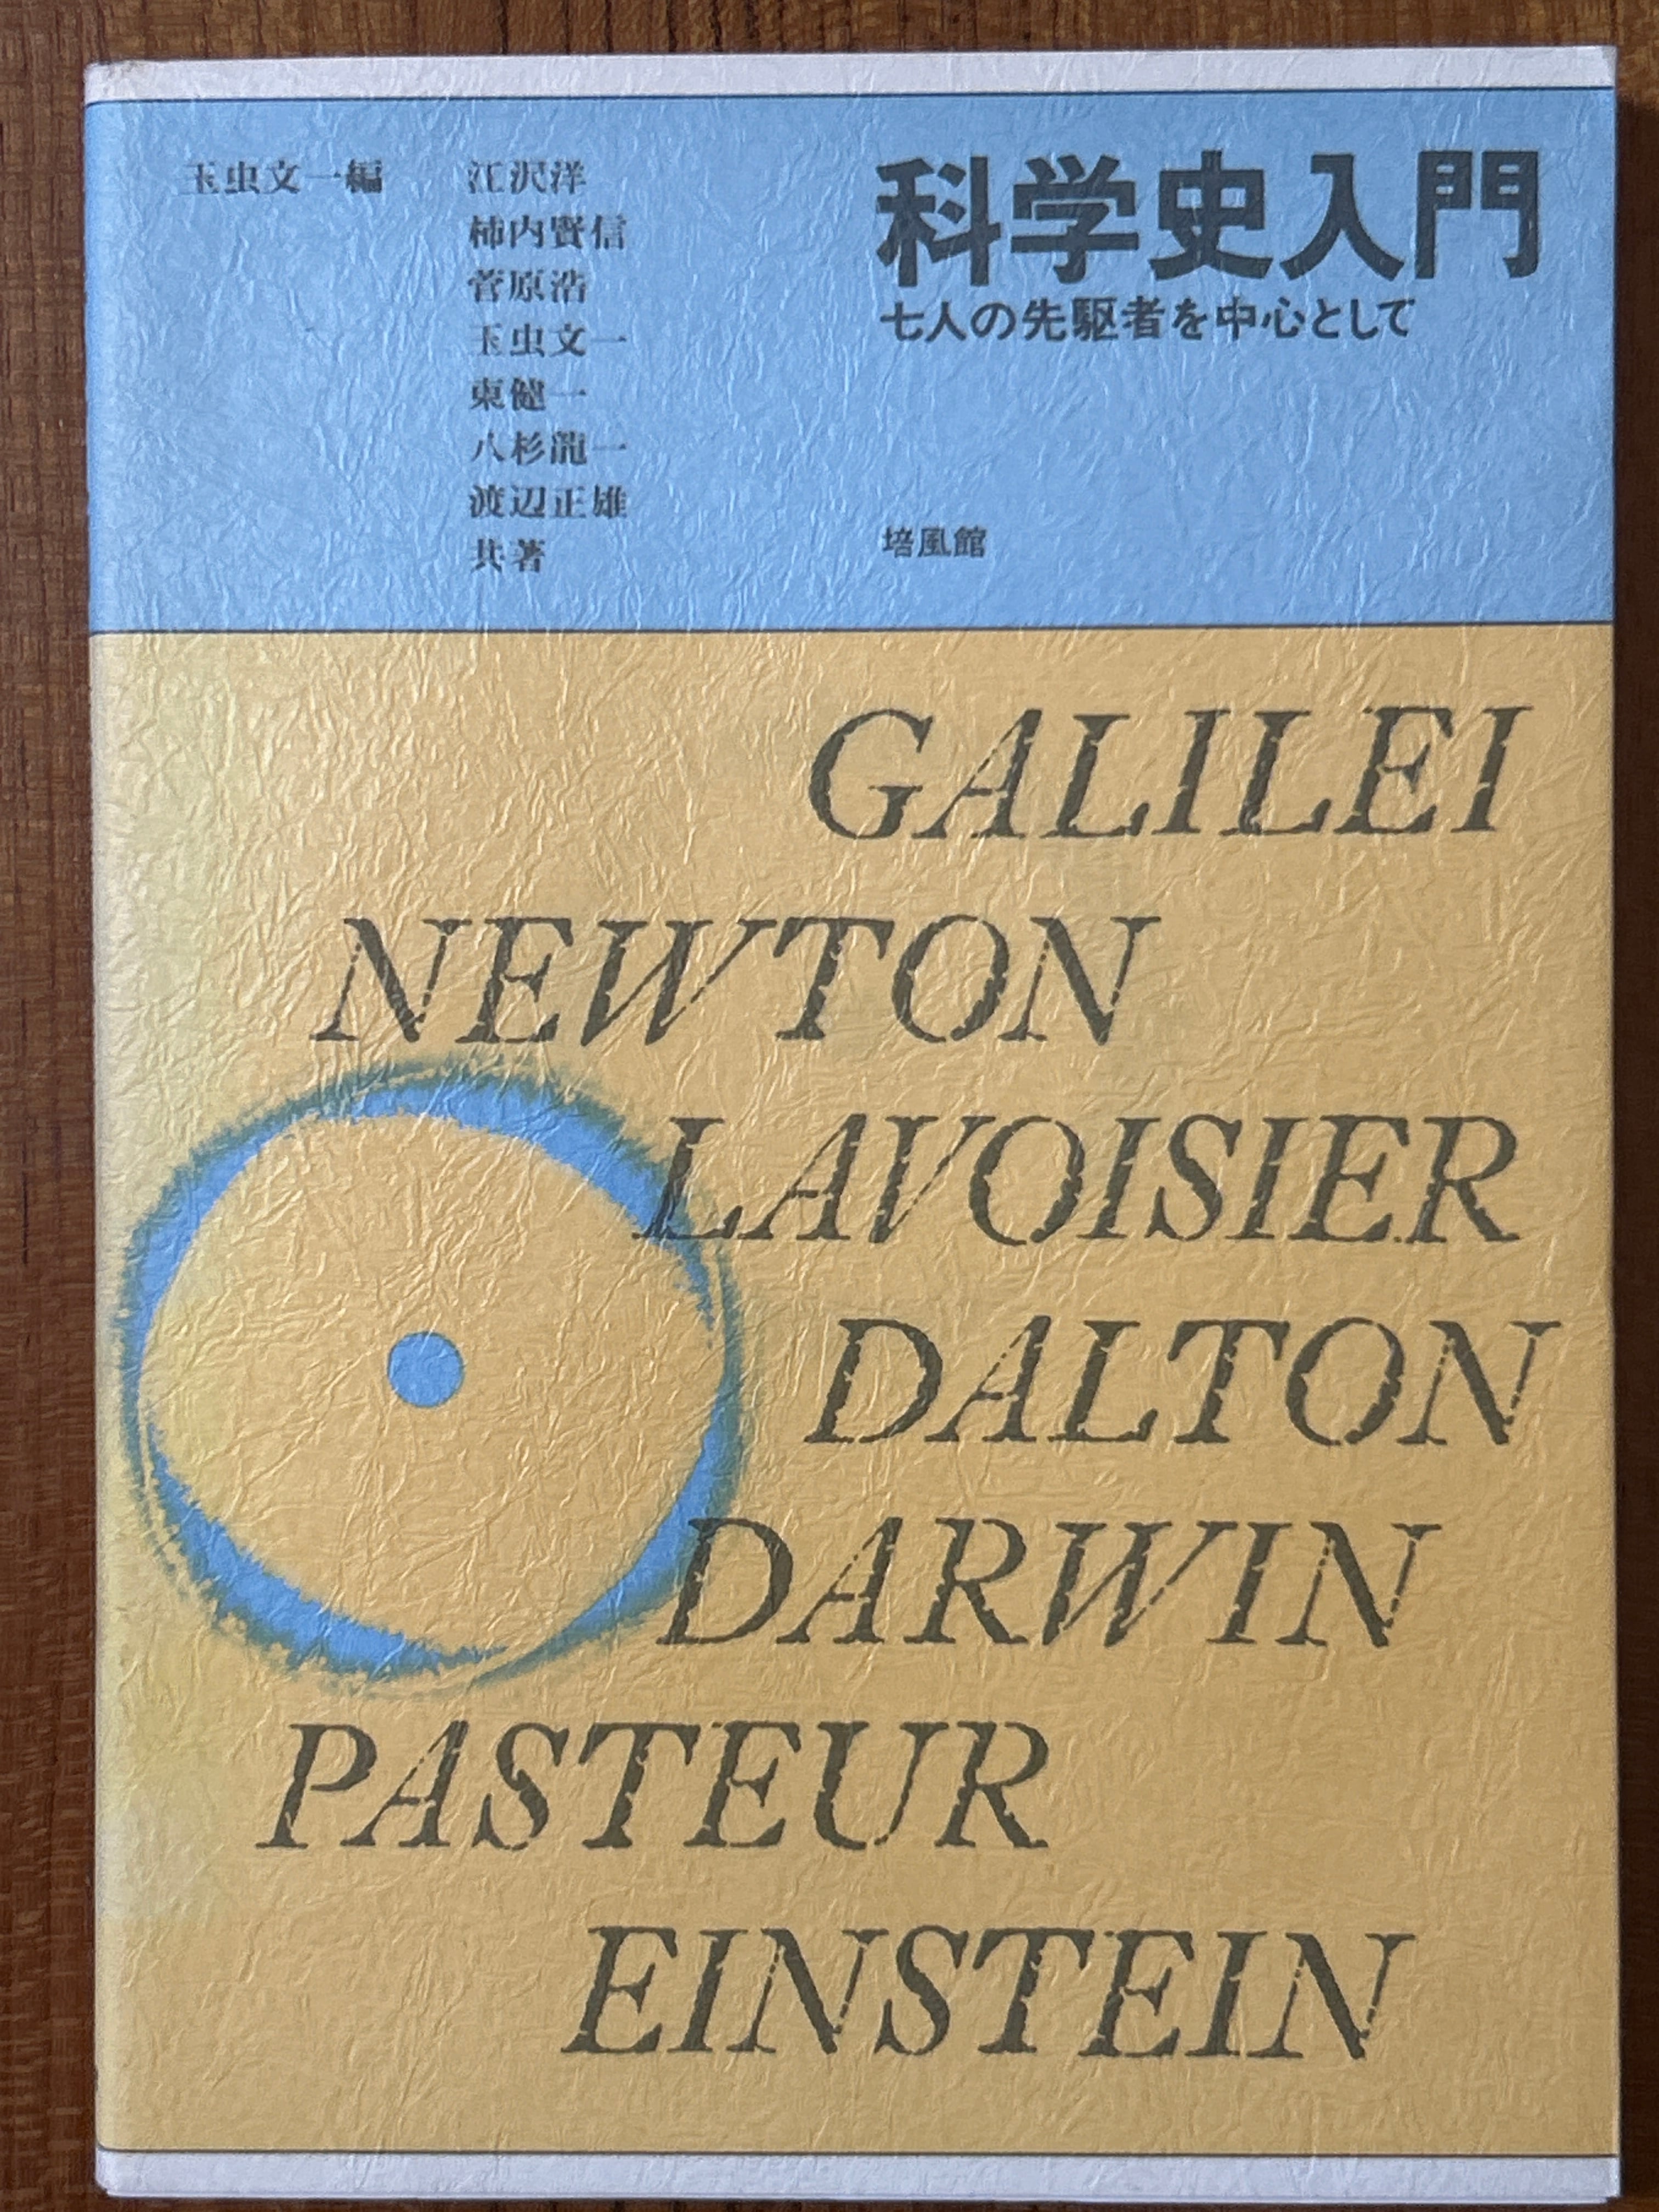 科学史入門
七人の先駆者を中心として
玉虫文一編
江沢洋
柿内賢信
菅原浩
玉虫文一
東健一
八杉龍一
渡辺正雄
共著
培風館
GALILEI
NEWTON
LAVOISIER
DALTON
DARWIN
PASTEUR
EINSTEIN